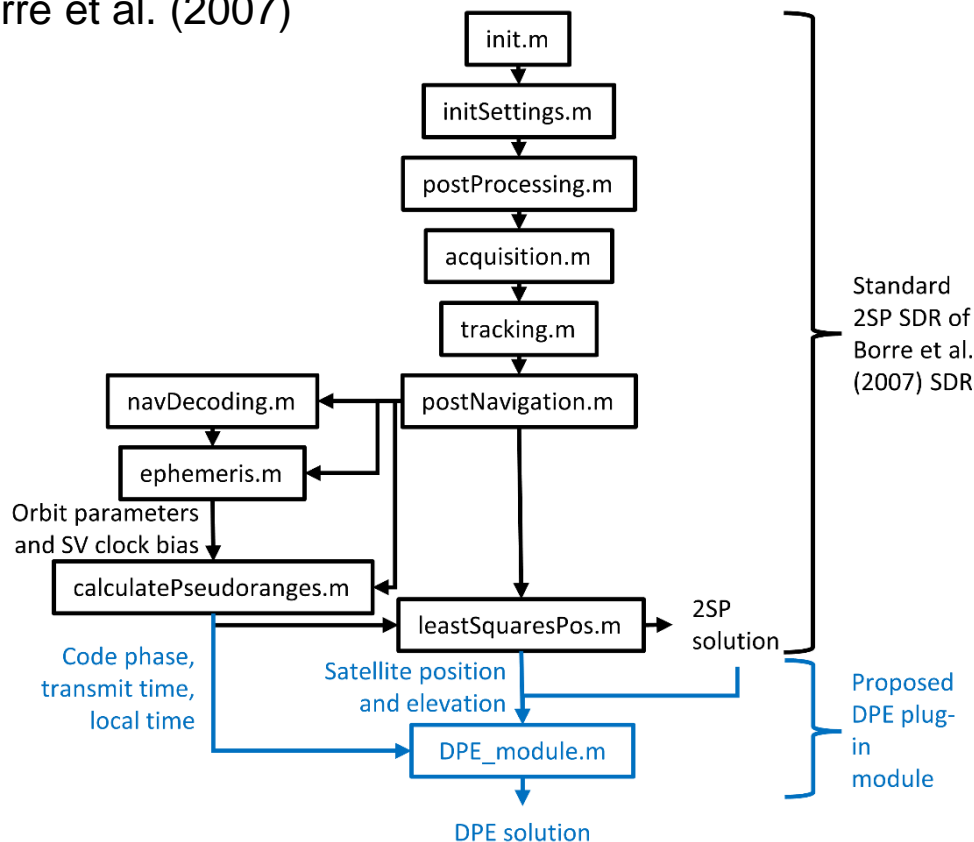 rre et al. (2007)
init.m
initSettings.m
postProcessing.m
acquisition.m
tracking.m
navDecoding.m
postNavigation.m
ephemeris.m
Orbit parameters
and SV clock bias
calculatePseudoranges.m
leastSquaresPos.m
2SP
solution
Standard
2SP SDR of
Borre et al.
(2007) SDR
Code phase,
transmit time,
local time
Satellite position
and elevation
DPE_module.m
DPE solution
Proposed
DPE plug-
in
module